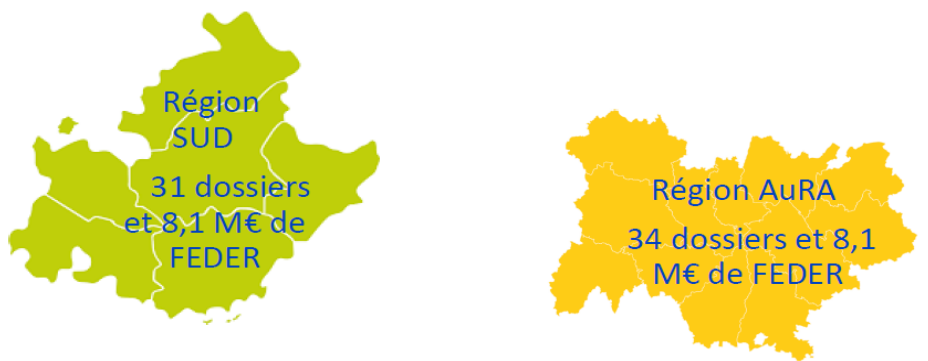 Région
SUD
31 dossiers
et 8,1 M€ de
FEDER
Région AuRA
34 dossiers et 8,1
M€ de FEDER